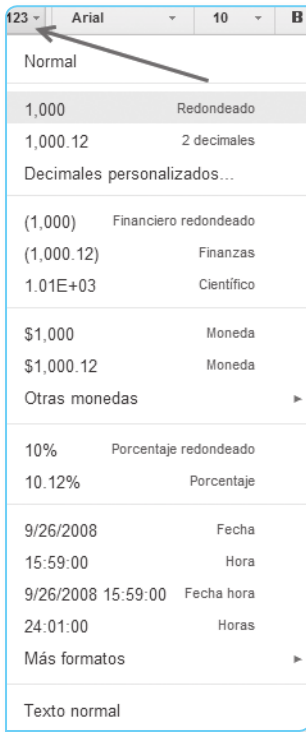 123 Arial 10 B
Normal
1,000 Redondeado
1,000.12 2 decimales
Decimales personalizados...
(1,000) Financiero redondeado
(1,000.12) Finanzas
1.01E+03 Científico
$1,000 Moneda
$1,000.12 Moneda
Otras monedas
10% Porcentaje redondeado
10.12% Porcentaje
9/26/2008 Fecha
15:59:00 Hora
9/26/2008 15:59:00 Fecha hora
24:01:00 Horas
Más formatos
Texto normal